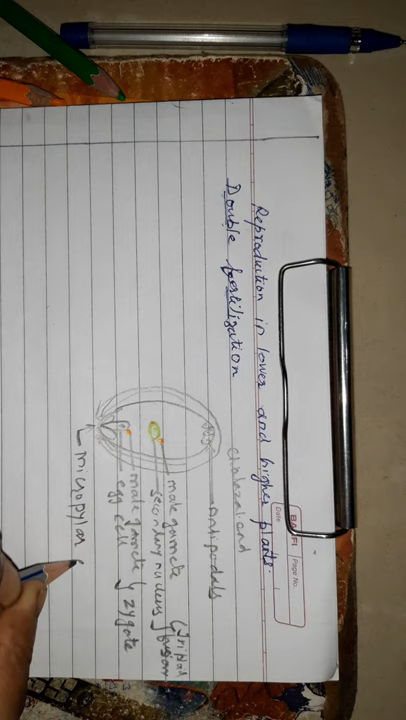 Page No.
Date
Reproduction in lower and higher plants.
Double fertilization
chalazal end
Antipodals
male gamete
secondary nucleus
Triple
fusion
male gamete
egg cell
zygote
micropylar